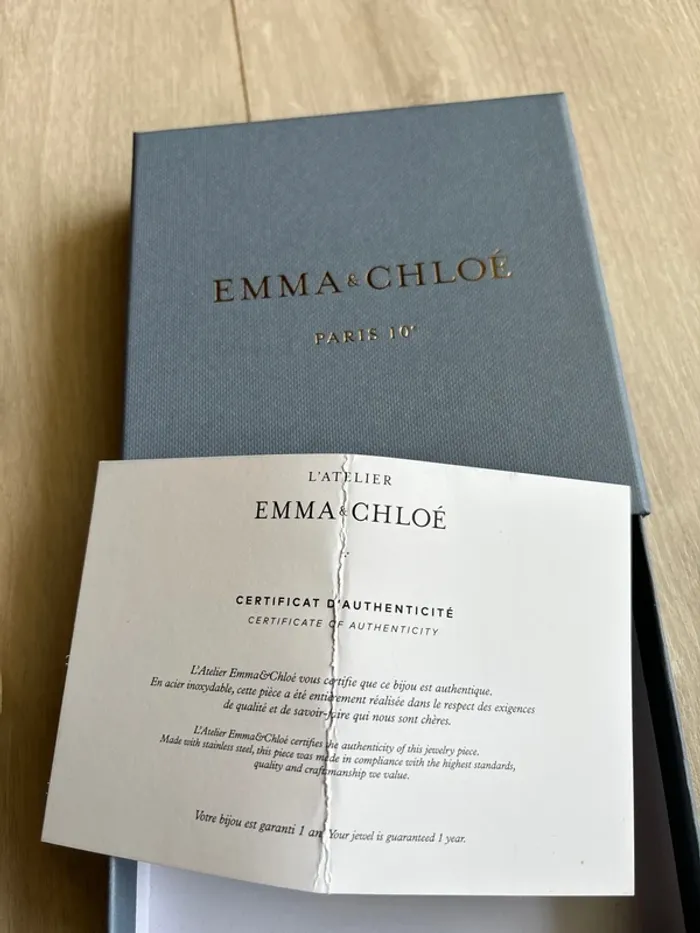 EMMA & CHLOÉ
PARIS 10e
L'ATELIER
EMMA & CHLOÉ
CERTIFICAT D'AUTHENTICITÉ
CERTIFICATE OF AUTHENTICITY
L'Atelier Emma&Chloé vous certifie que ce bijou est authentique.
En acier inoxydable, cette pièce a été entièrement réalisée dans le respect des exigences
de qualité et de savoir-faire qui nous sont chères.
L'Atelier Emma&Chloé certifies the authenticity of this jewelry piece.
Made with stainless steel, this piece was made in compliance with the highest standards,
quality and craftmanship we value.
Votre bijou est garanti 1 an Your jewel is guaranteed 1 year.